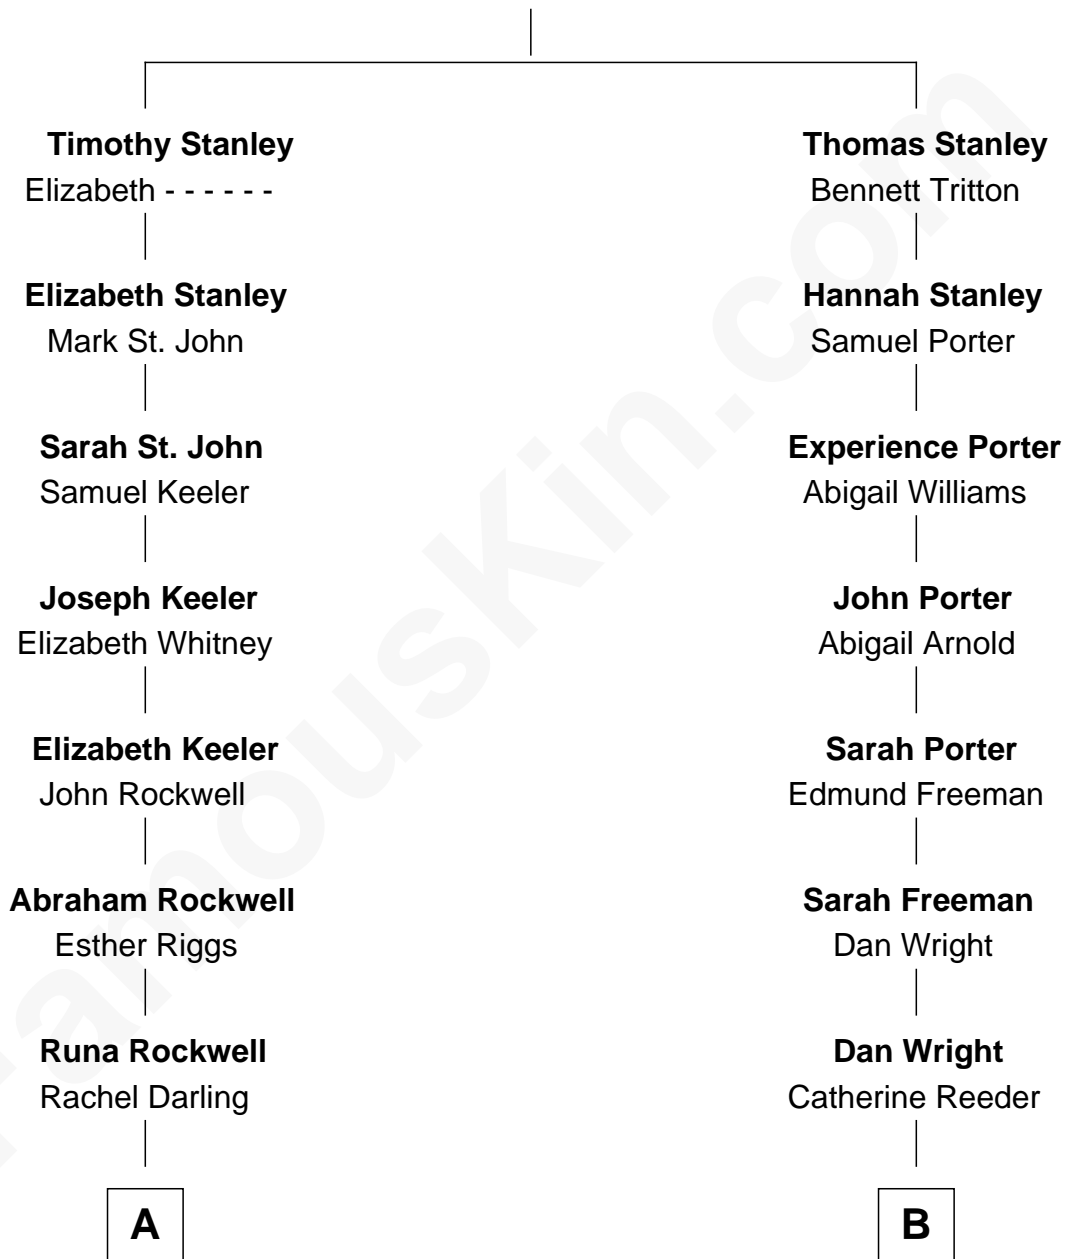 Timothy Stanley
Elizabeth - - - - - -
Elizabeth Stanley
Mark St. John
Sarah St. John
Samuel Keeler
Joseph Keeler
Elizabeth Whitney
Elizabeth Keeler
John Rockwell
Abraham Rockwell
Esther Riggs
Runa Rockwell
Rachel Darling
A
Thomas Stanley
Bennett Tritton
Hannah Stanley
Samuel Porter
Experience Porter
Abigail Williams
John Porter
Abigail Arnold
Sarah Porter
Edmund Freeman
Sarah Freeman
Dan Wright
Dan Wright
Catherine Reeder
B
FamousKin.com